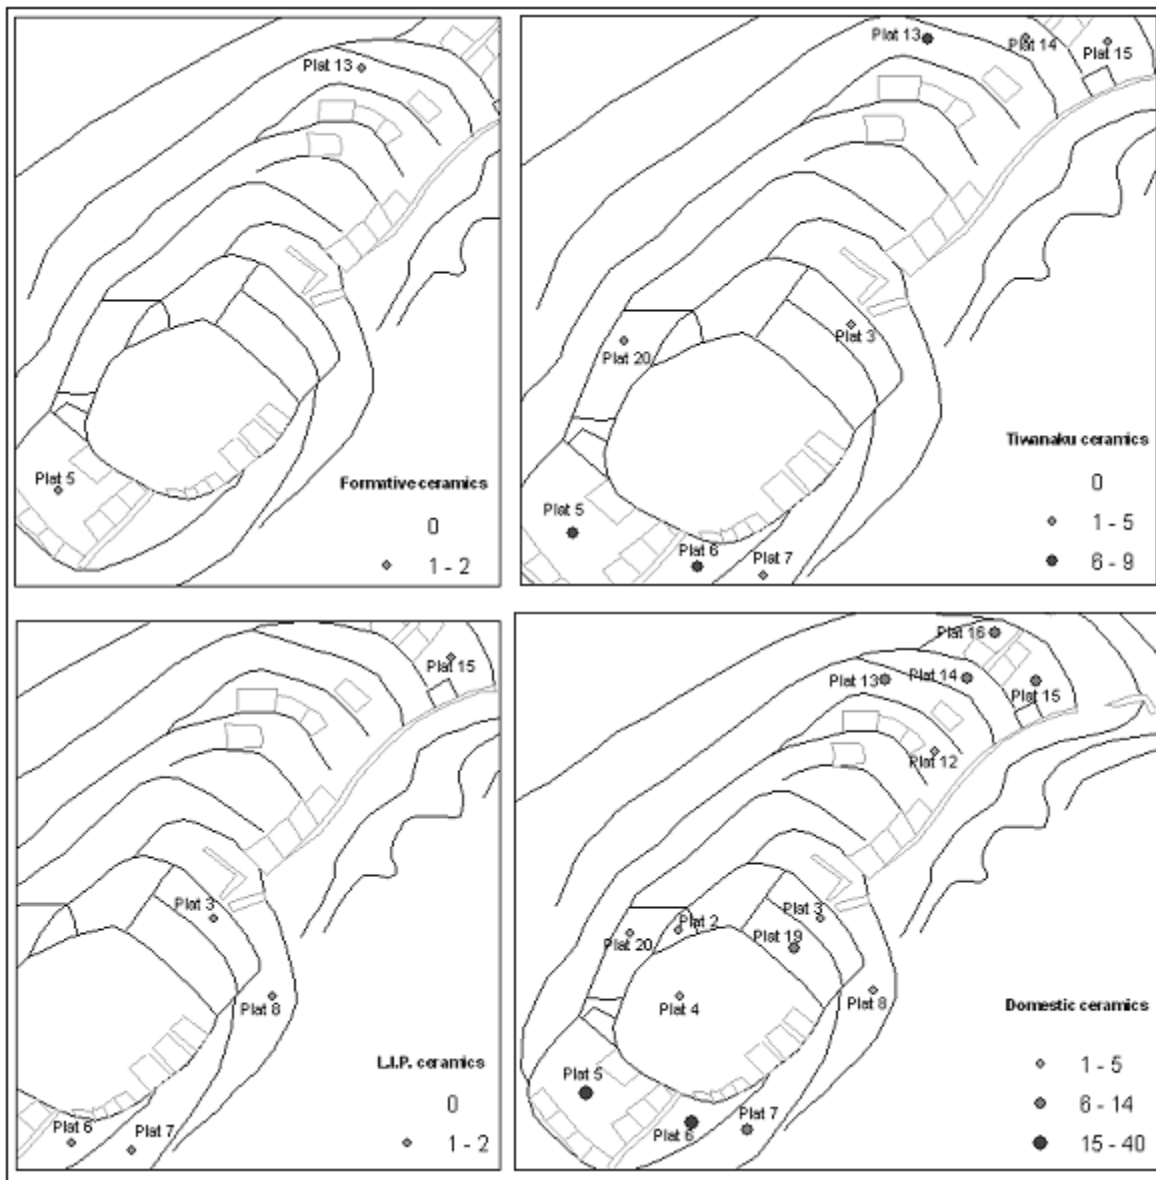 Plat 13
Plat 5
Formative ceramics
0
1 - 2
Plat 13
Plat 14
Plat 15
Plat 3
Plat 20
Plat 5
Plat 6
Plat 7
Tiwanaku ceramics
0
1 - 5
6 - 9
Plat 15
Plat 3
Plat 8
Plat 6
Plat 7
L.I.P. ceramics
0
1 - 2
Plat 16
Plat 13
Plat 14
Plat 15
Plat 12
Plat 3
Plat 2
Plat 20
Plat 19
Plat 4
Plat 8
Plat 5
Plat 6
Plat 7
Domestic ceramics
1 - 5
6 - 14
15 - 40